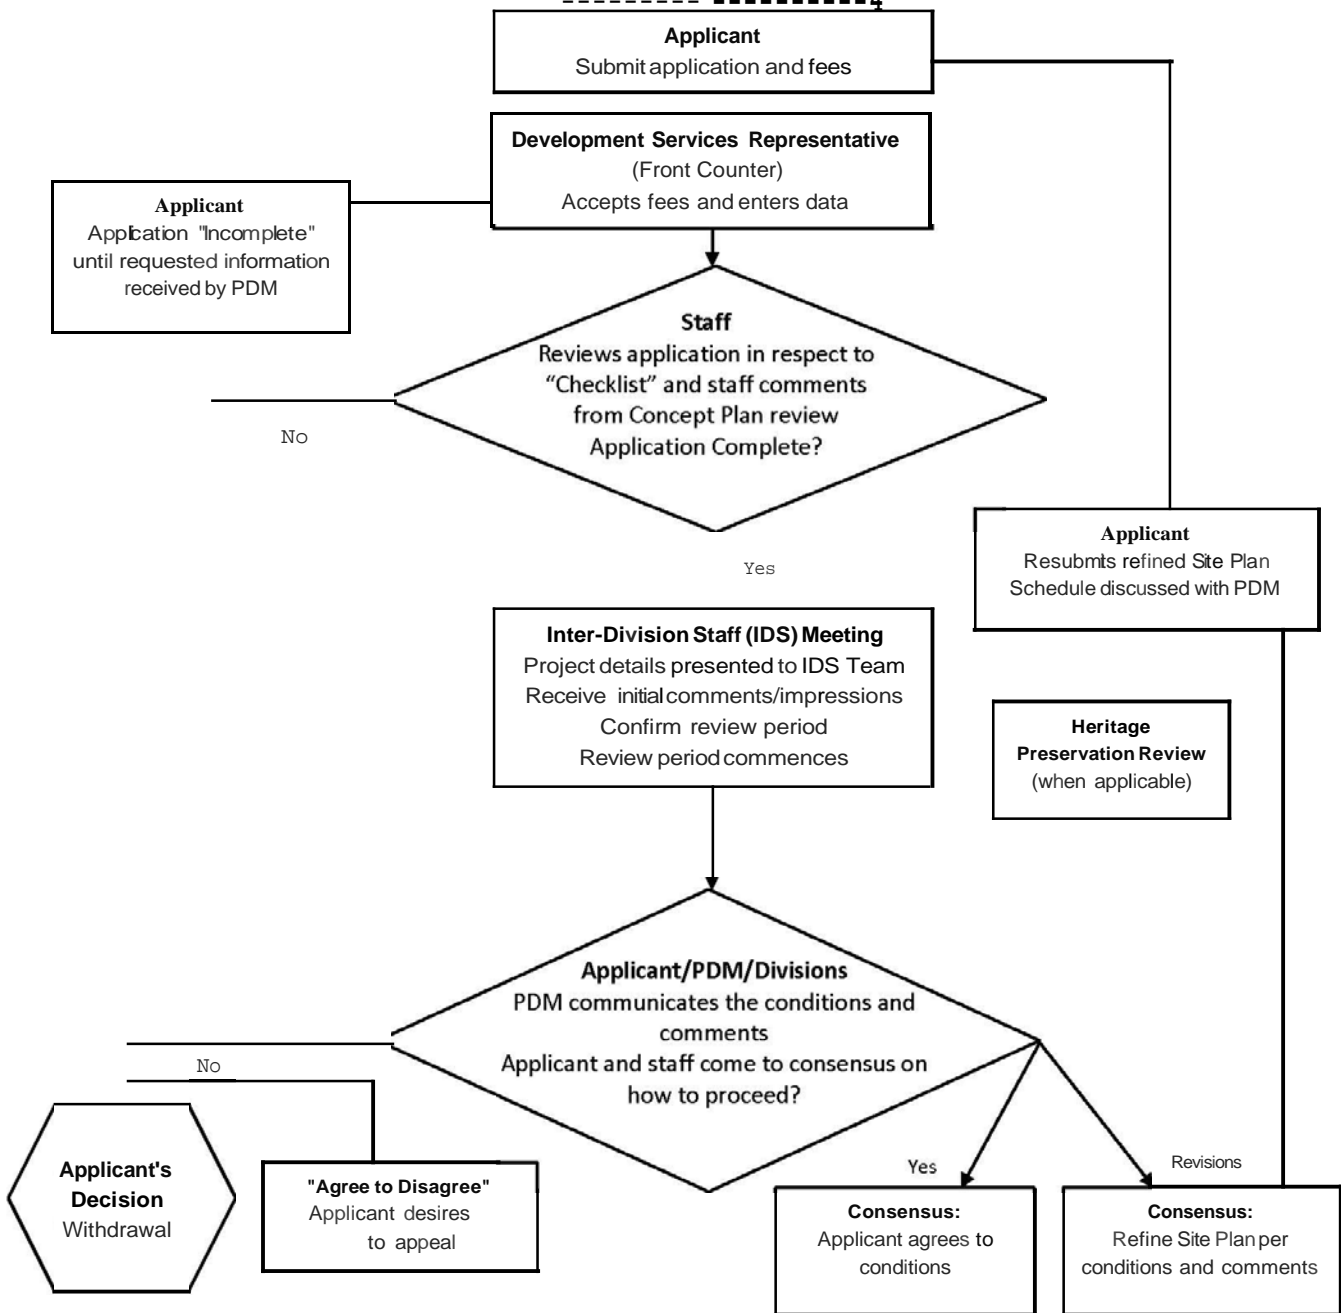 Applicant
Submit application and fees
Development Services Representative
(Front Counter)
Accepts fees and enters data
Applicant
Application "Incomplete"
until requested information
received by PDM
Staff
Reviews application in respect to
“Checklist” and staff comments
from Concept Plan review
Application Complete?
No
Yes
Applicant
Resubmts refined Site Plan
Schedule discussed with PDM
Inter-Division Staff (IDS) Meeting
Project details presented to IDS Team
Receive initial comments/impressions
Confirm review period
Review period commences
Heritage
Preservation Review
(when applicable)
Applicant/PDM/Divisions
PDM communicates the conditions and
comments
Applicant and staff come to consensus on
how to proceed?
No
Yes
Revisions
Applicant's
Decision
Withdrawal
"Agree to Disagree"
Applicant desires
to appeal
Consensus:
Applicant agrees to
conditions
Consensus:
Refine Site Plan per
conditions and comments